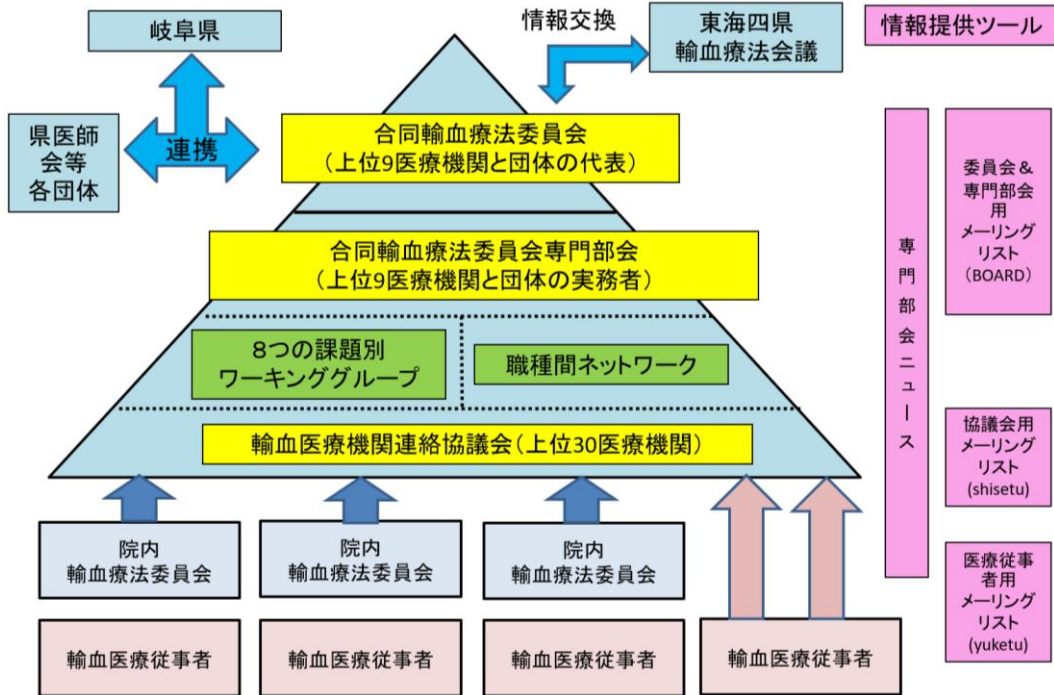 岐阜県
情報交換
東海四県
輸血療法会議
情報提供ツール
県医師
会等
各団体
連携
合同輸血療法委員会
（上位9医療機関と団体の代表）
合同輸血療法委員会専門部会
（上位9医療機関と団体の実務者）
8つの課題別
ワーキンググループ
職種間ネットワーク
輸血医療機関連絡協議会（上位30医療機関）
院内
輸血療法委員会
院内
輸血療法委員会
院内
輸血療法委員会
輸血医療従事者
輸血医療従事者
輸血医療従事者
輸血医療従事者
専門部会ニュース
委員会＆
専門部会
用
メーリング
リスト
（BOARD）
協議会用
メーリング
リスト
(shisetu)
医療従事
者用
メーリング
リスト
(yuketu)